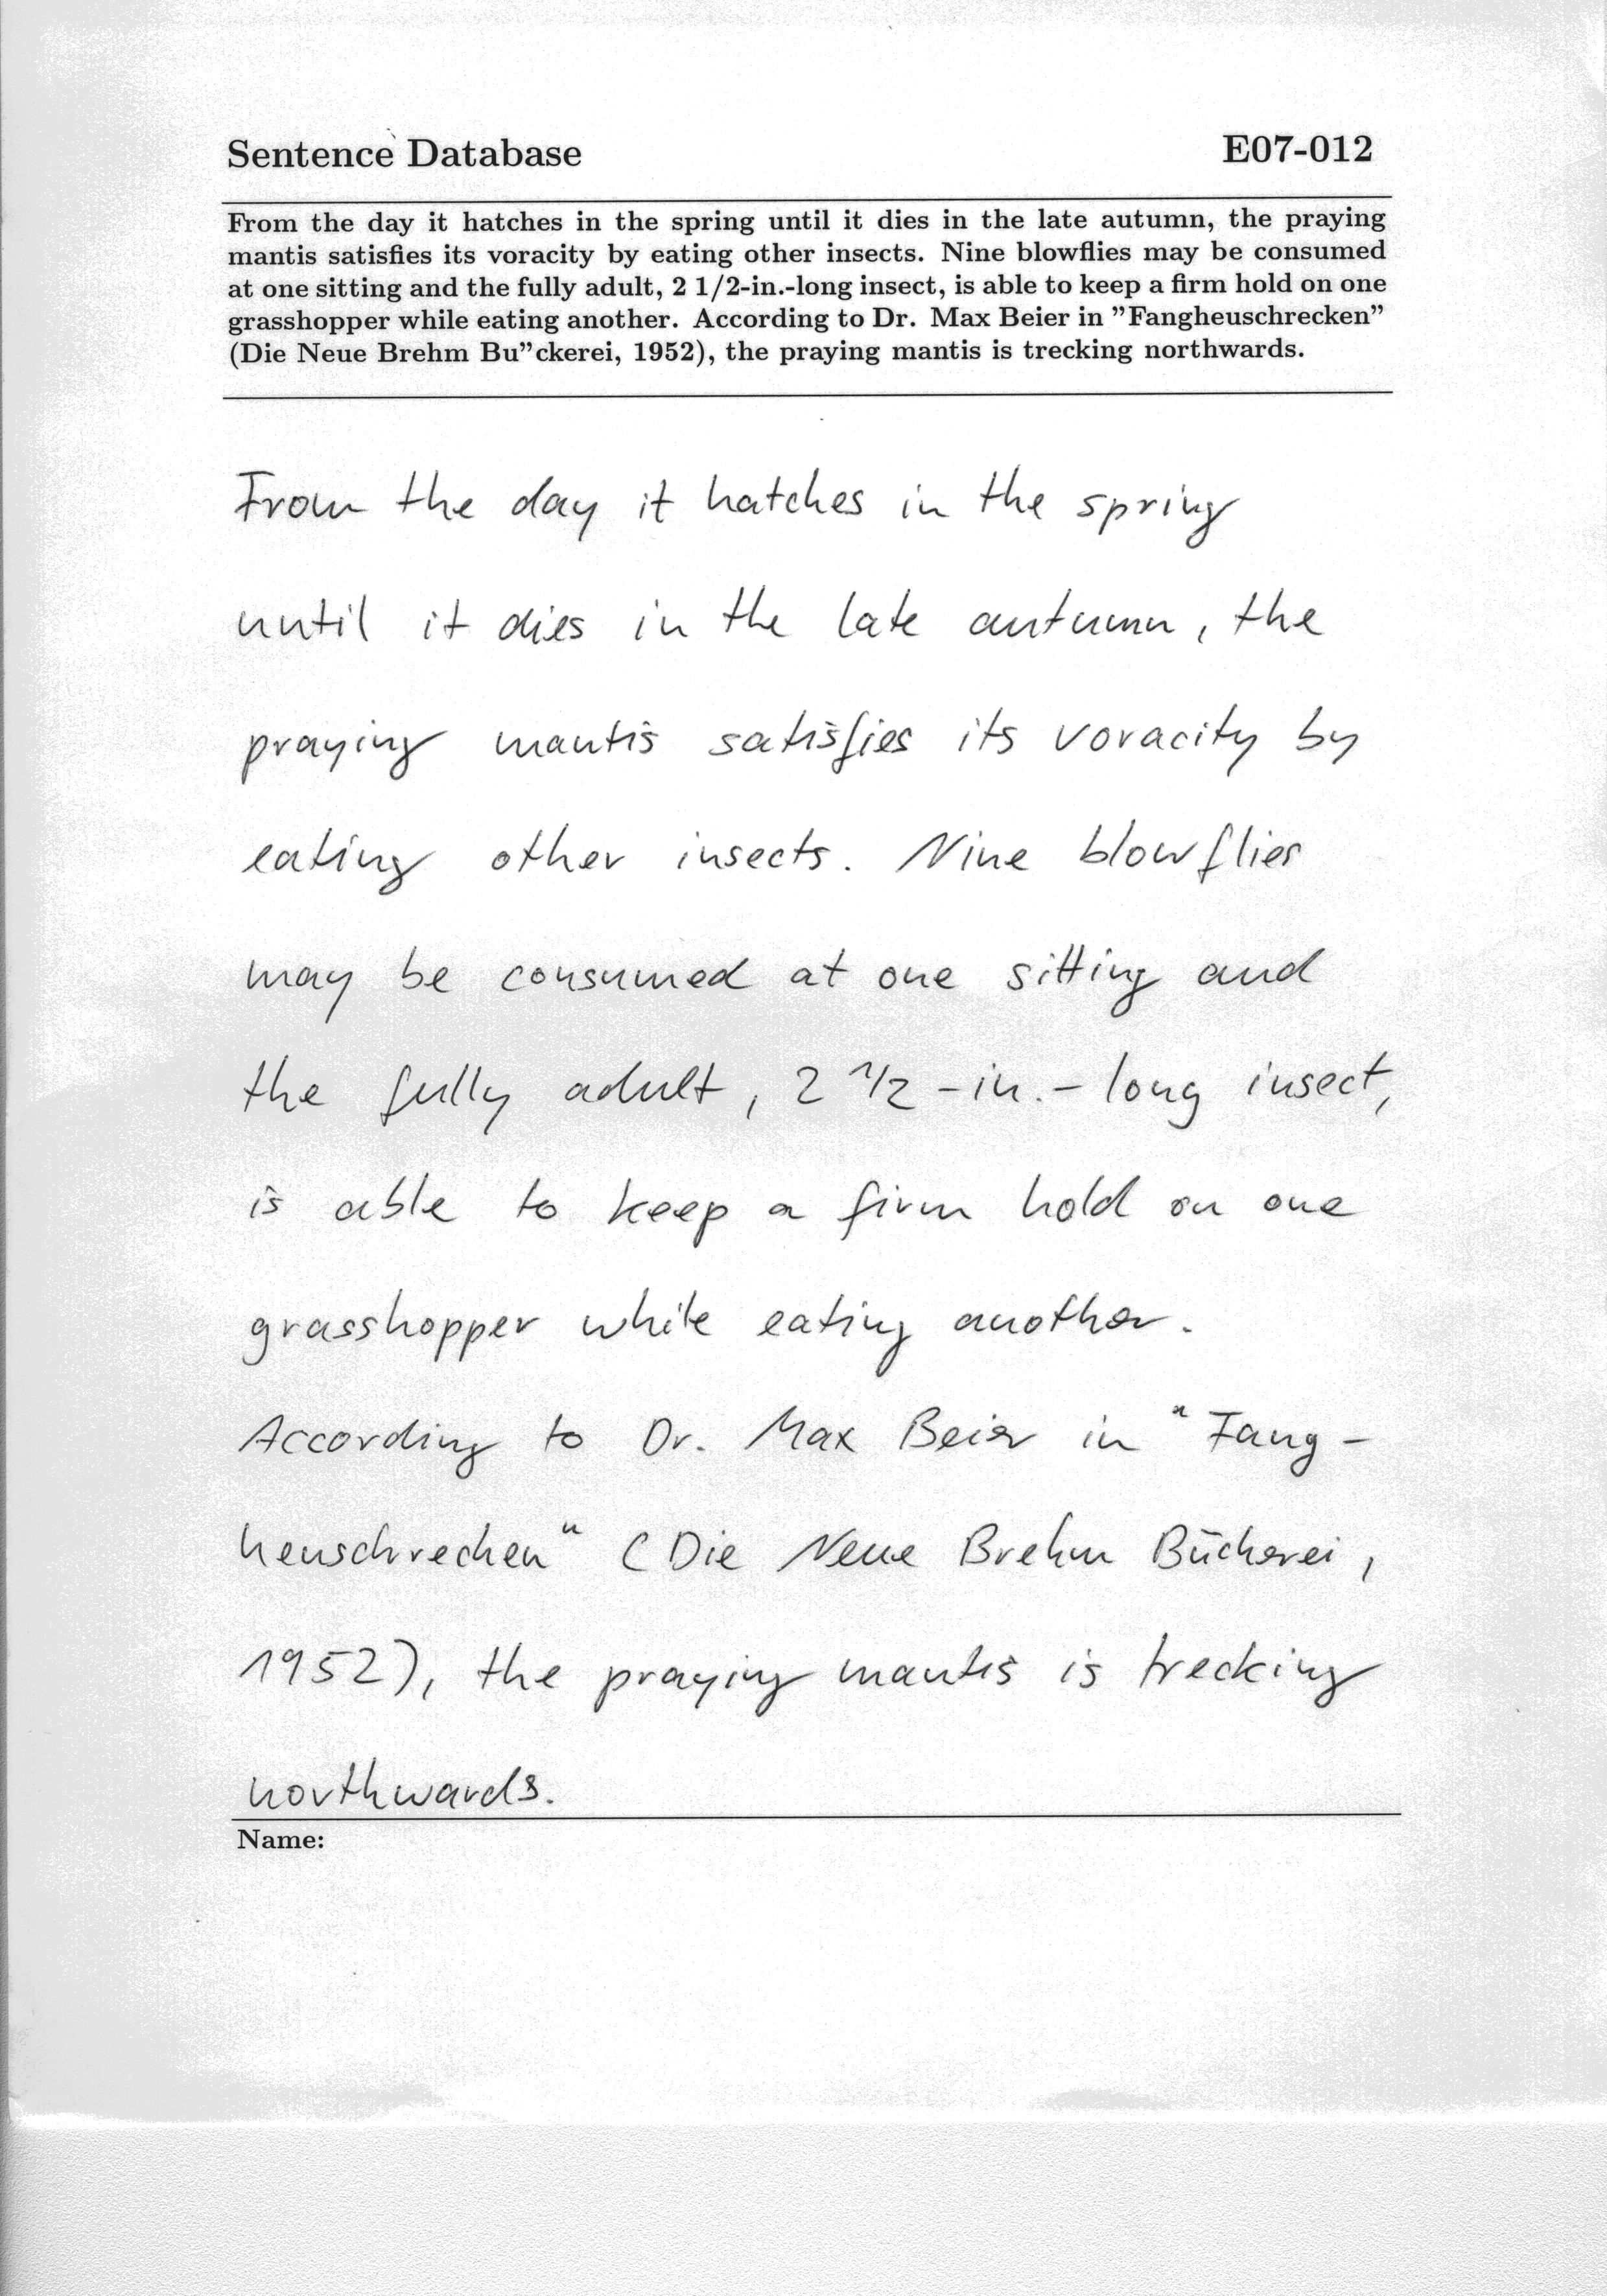 Sentence Database E07-012
From the day it hatches in the spring until it dies in the late autumn, the praying
mantis satisfies its voracity by eating other insects. Nine blowflies may be consumed
at one sitting and the fully adult, 2 1/2-in.-long insect, is able to keep a firm hold on one
grasshopper while eating another. According to Dr. Max Beier in "Fangheuschrecken"
(Die Neue Brehm Bu"ckerei, 1952), the praying mantis is trecking northwards.
From the day it hatches in the spring
until it dies in the late autumn, the
praying mantis satisfies its voracity by
eating other insects. Nine blowflies
may be consumed at one sitting and
the fully adult, 2 1/2 -in.- long insect,
is able to keep a firm hold on one
grasshopper while eating another.
According to Dr. Max Beier in "Fang-
heuschrecken" (Die Neue Brehm Bücherei,
1952), the praying mantis is trecking
northwards.
Name: